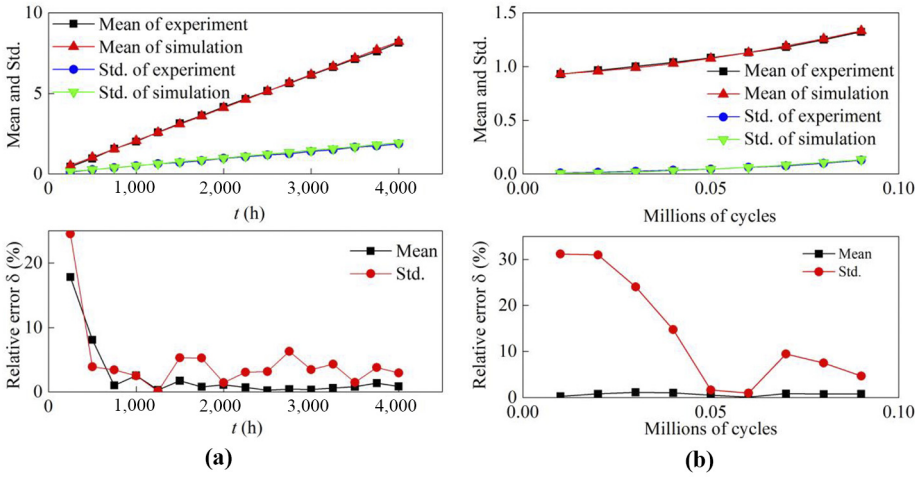 10
5
0
Mean and Std.
Mean of experiment
Mean of simulation
Std. of experiment
Std. of simulation
0
1,000
2,000
3,000
4,000
t (h)
1.5
1.0
0.5
0.0
Mean and Std.
Mean of experiment
Mean of simulation
Std. of experiment
Std. of simulation
0.00
0.05
0.10
Millions of cycles
20
10
0
Relative error δ (%)
Mean
Std.
0
1,000
2,000
3,000
4,000
t (h)
30
20
10
0
Relative error δ (%)
Mean
Std.
0.00
0.05
0.10
Millions of cycles
(a)
(b)